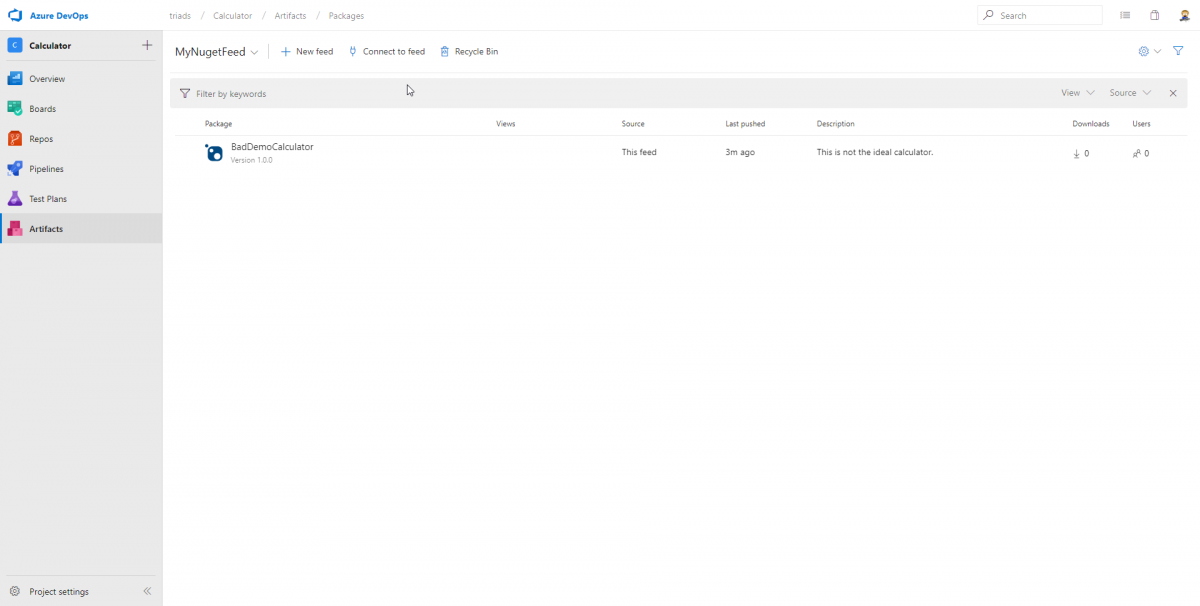 Azure DevOps
triads / Calculator / Artifacts / Packages
Search
C Calculator
MyNugetFeed
New feed
Connect to feed
Recycle Bin
Overview
Boards
Repos
Pipelines
Test Plans
Artifacts
Filter by keywords
View
Source
Package Views Source Last pushed Description Downloads Users
BadDemoCalculator
Version 1.0.0
This feed 3m ago This is not the ideal calculator. 0 0
Project settings